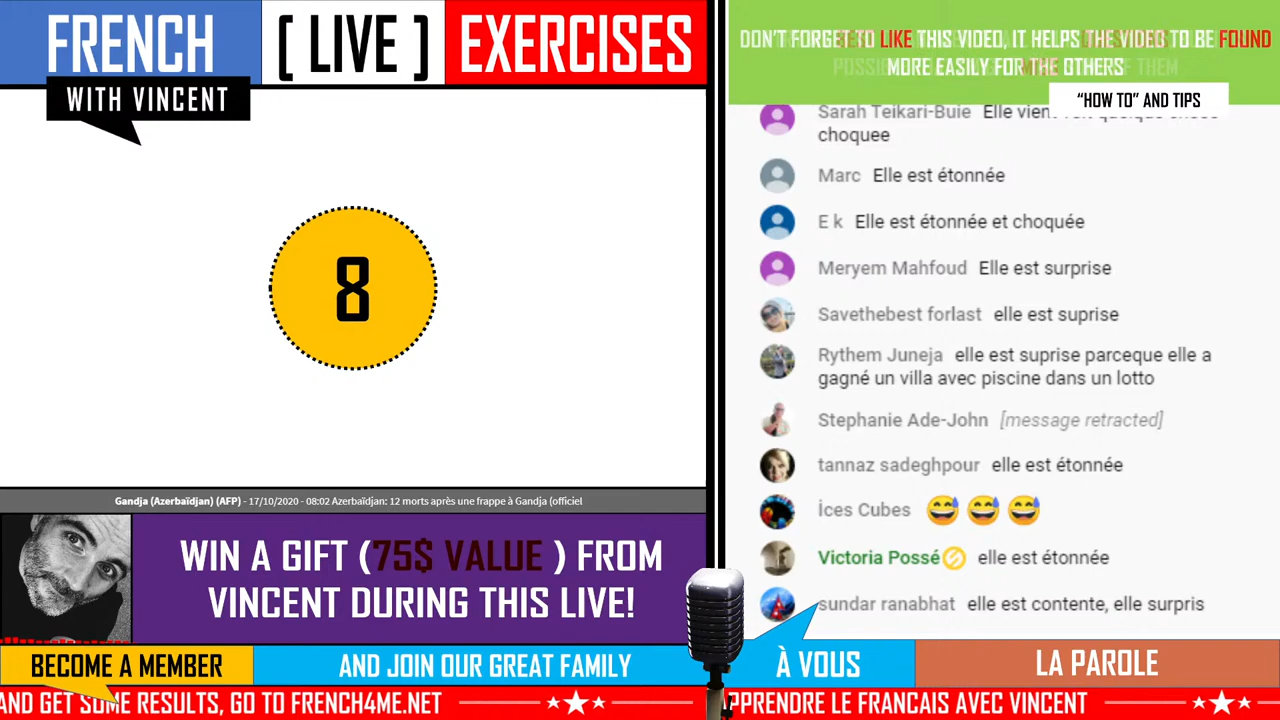 FRENCH
[ LIVE ]
EXERCISES
WITH VINCENT
8
Gandja (Azerbaïdjan) (AFP) - 17/10/2020 - 08:02 Azerbaïdjan: 12 morts après une frappe à Gandja (officiel
WIN A GIFT (75$ VALUE ) FROM
VINCENT DURING THIS LIVE!
BECOME A MEMBER
AND JOIN OUR GREAT FAMILY
AND GET SOME RESULTS, GO TO FRENCH4ME.NET
DON'T FORGET TO LIKE THIS VIDEO, IT HELPS THE VIDEO TO BE FOUND
MORE EASILY FOR THE OTHERS
"HOW TO" AND TIPS
Sarah Teikari-Buie Elle vient
choquee
Marc Elle est étonnée
E k Elle est étonnée et choquée
Meryem Mahfoud Elle est surprise
Savethebest forlast elle est suprise
Rythem Juneja elle est suprise parceque elle a
gagné un villa avec piscine dans un lotto
Stephanie Ade-John [message retracted]
tannaz sadeghpour elle est étonnée
İces Cubes 😅 😅 😅
Victoria Possé elle est étonnée
sundar ranabhat elle est contente, elle surpris
À VOUS
LA PAROLE
PPRENDRE LE FRANCAIS AVEC VINCENT